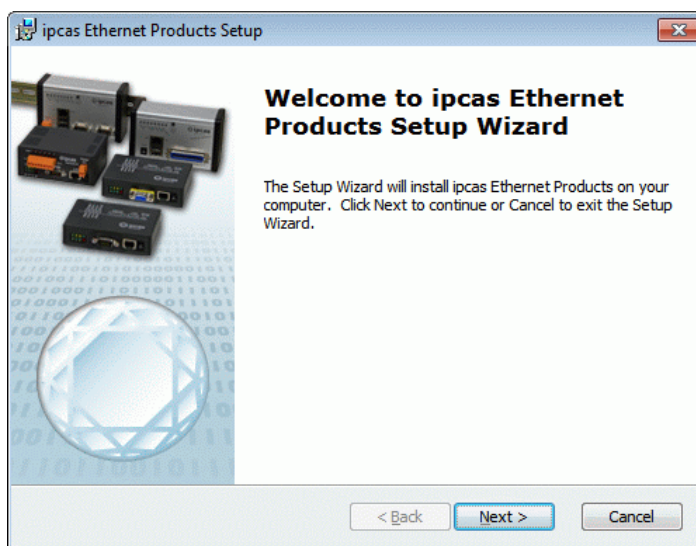 ipcas Ethernet Products Setup
Welcome to ipcas Ethernet
Products Setup Wizard
The Setup Wizard will install ipcas Ethernet Products on your
computer. Click Next to continue or Cancel to exit the Setup
Wizard.
< Back
Next >
Cancel